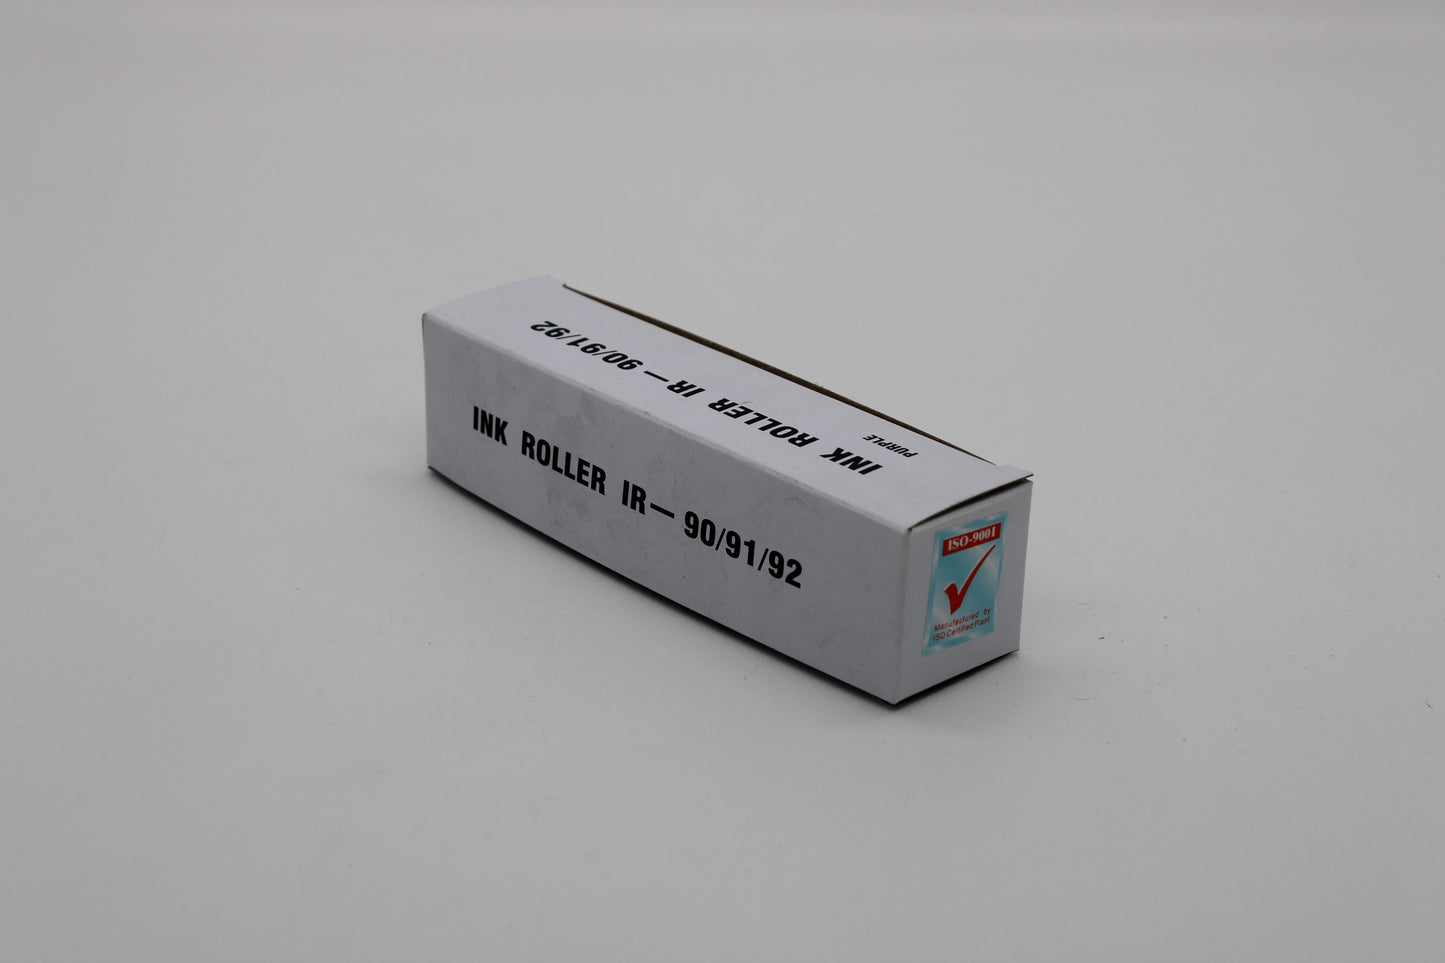 INK ROLLER IR— 90/91/92
PURPLE
INK ROLLER IR— 90/91/92
ISO-9001
Manufactured by
ISO Certified Plant